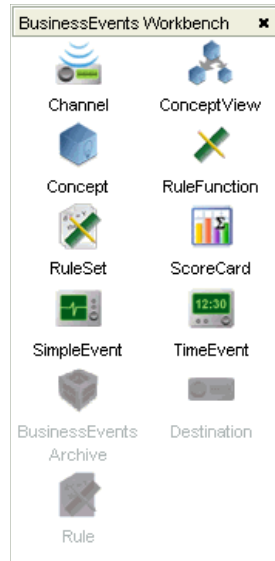 BusinessEvents Workbench
Channel
ConceptView
Concept
RuleFunction
RuleSet
ScoreCard
12:30
SimpleEvent
TimeEvent
BusinessEvents
Archive
Destination
Rule